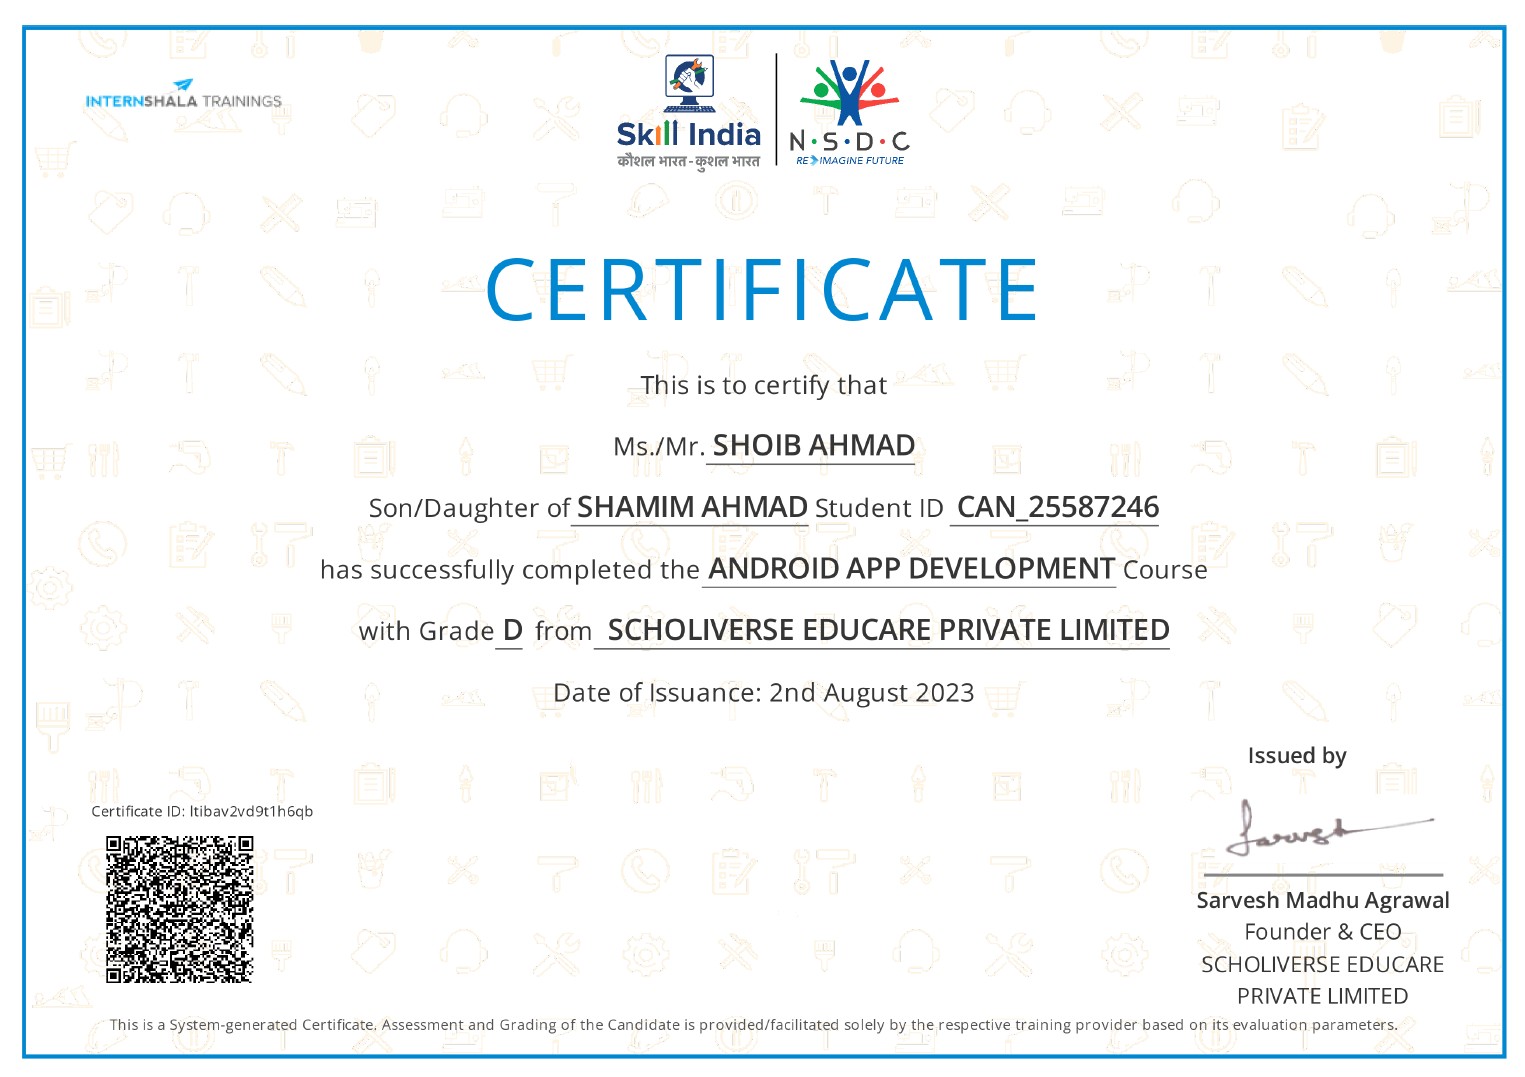 INTERNSHALA TRAININGS
Skill India
कौशल भारत - कुशल भारत
N·S·D·C
RE IMAGINE FUTURE
CERTIFICATE
This is to certify that
Ms./Mr. SHOIB AHMAD
Son/Daughter of SHAMIM AHMAD Student ID CAN_25587246
has successfully completed the ANDROID APP DEVELOPMENT Course
with Grade D from SCHOLIVERSE EDUCARE PRIVATE LIMITED
Date of Issuance: 2nd August 2023
Issued by
Certificate ID: ltibav2vd9t1h6qb
Sarvesh
Sarvesh Madhu Agrawal
Founder & CEO
SCHOLIVERSE EDUCARE
PRIVATE LIMITED
This is a System-generated Certificate. Assessment and Grading of the Candidate is provided/facilitated solely by the respective training provider based on its evaluation parameters.